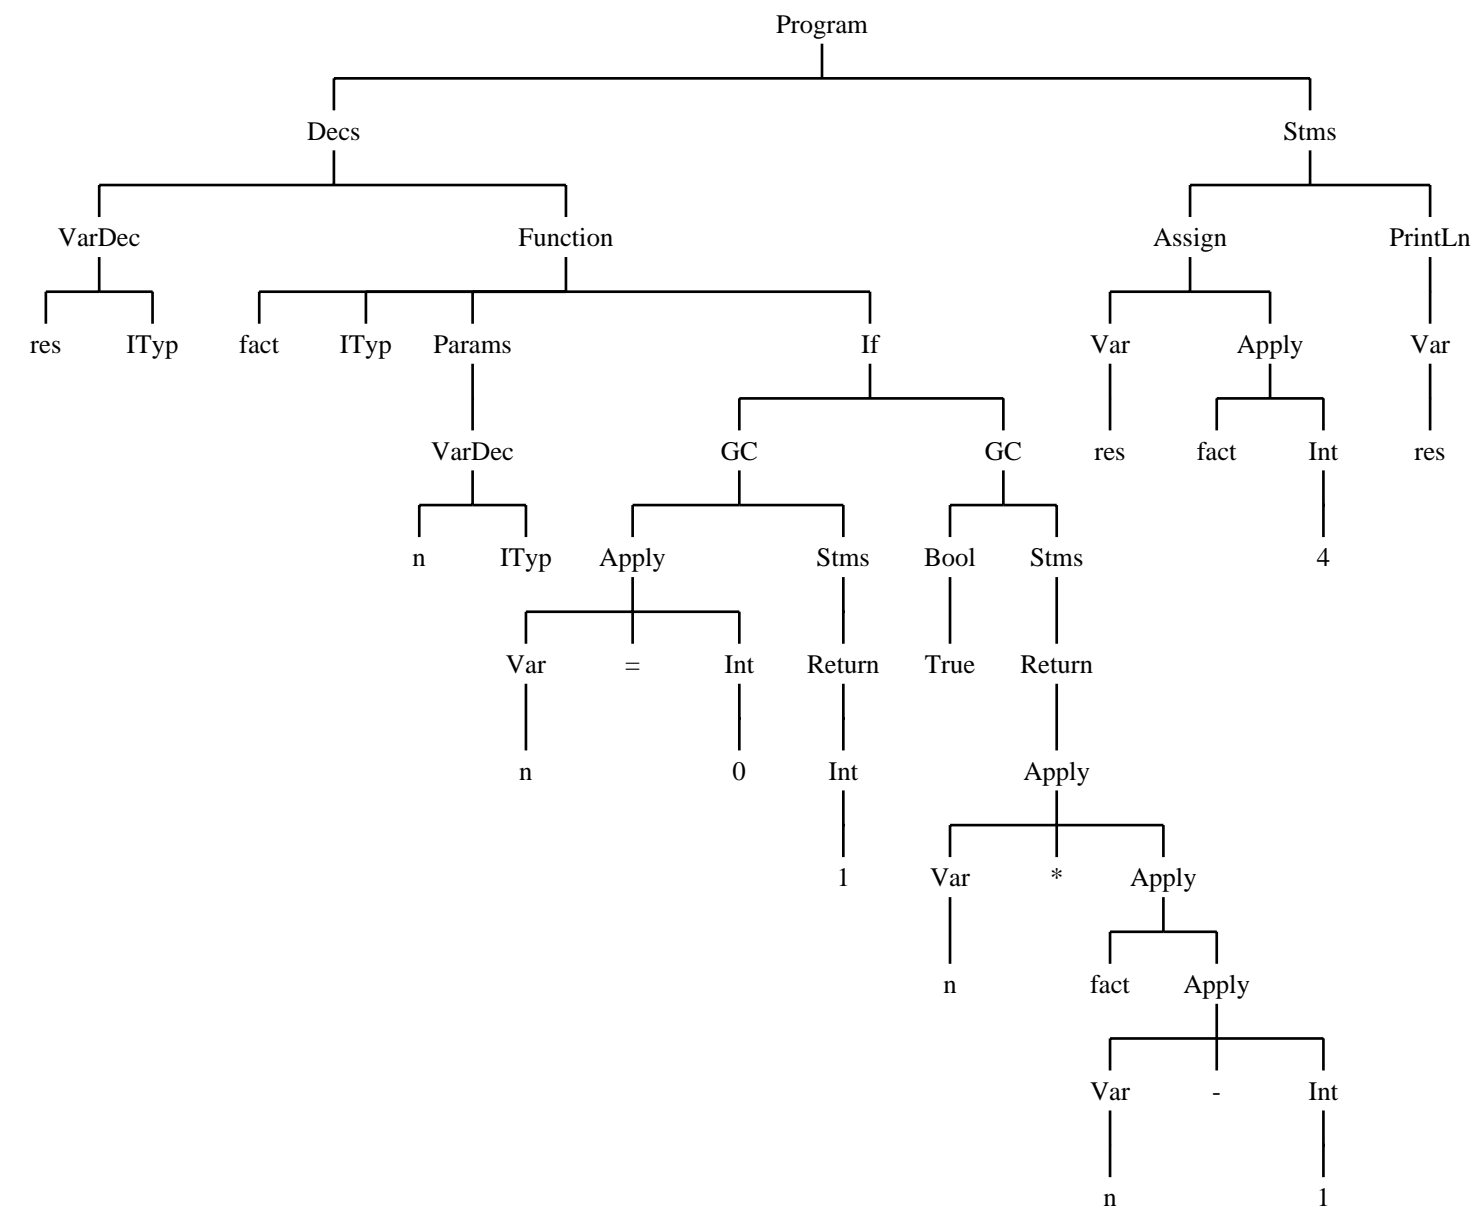 Program
Decs Stms
VarDec Function Assign PrintLn
res ITyp fact ITyp Params If Var Apply Var
VarDec GC GC res fact Int res
n ITyp Apply Stms Bool Stms 4
Var = Int Return True Return
n 0 Int Apply
1 Var * Apply
n fact Apply
Var - Int
n 1